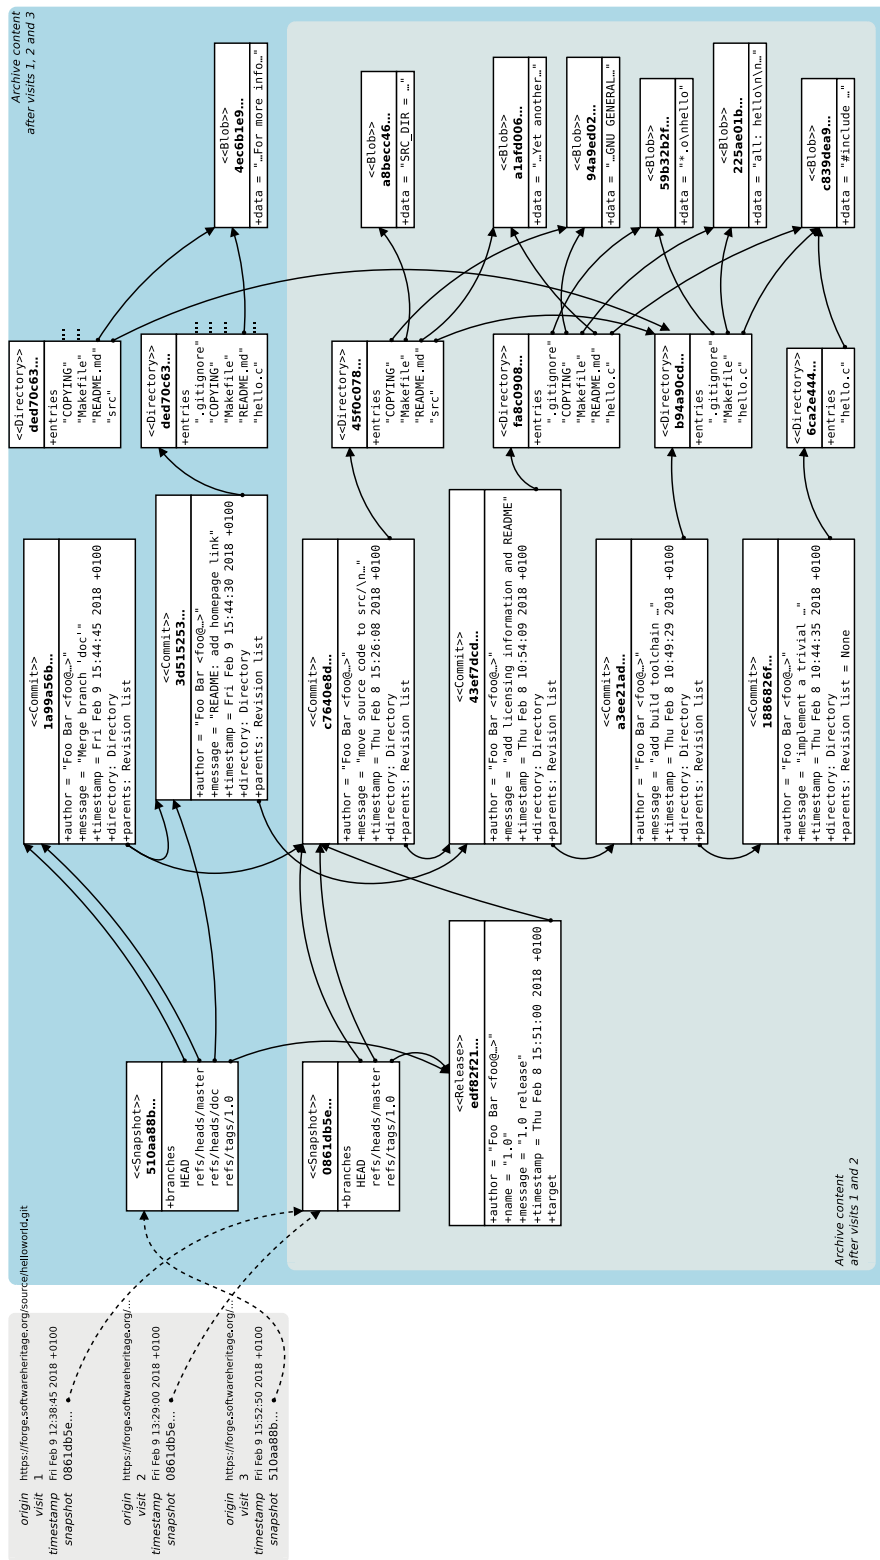 origin https://forge.softwareheritage.org/source/helloworld.git
visit 1
timestamp Fri Feb 9 12:38:45 2018 +0100
snapshot 0861db5e...
origin https://forge.softwareheritage.org/...
visit 2
timestamp Fri Feb 9 13:29:00 2018 +0100
snapshot 0861db5e...
origin https://forge.softwareheritage.org/...
visit 3
timestamp Fri Feb 9 15:52:50 2018 +0100
snapshot 510aa88b...
<<Snapshot>>
510aa88b...
+branches
HEAD
refs/heads/master
refs/heads/doc
refs/tags/1.0
<<Snapshot>>
0861db5e...
+branches
HEAD
refs/heads/master
refs/tags/1.0
<<Release>>
edf82f21...
+author = "Foo Bar <foo@…>"
+name = "1.0"
+message = "1.0 release"
+timestamp = Thu Feb 8 15:51:00 2018 +0100
+target
<<Commit>>
1a99a56b...
+author = "Foo Bar <foo@…>"
+message = "Merge branch 'doc'"
+timestamp = Fri Feb 9 15:44:45 2018 +0100
+directory: Directory
+parents: Revision list
<<Commit>>
3d515253...
+author = "Foo Bar <foo@…>"
+message = "README: add homepage link"
+timestamp = Fri Feb 9 15:44:30 2018 +0100
+directory: Directory
+parents: Revision list
<<Commit>>
c7640e8d...
+author = "Foo Bar <foo@…>"
+message = "move source code to src/\n…"
+timestamp = Thu Feb 8 15:26:08 2018 +0100
+directory: Directory
+parents: Revision list
<<Commit>>
43ef7dcd...
+author = "Foo Bar <foo@…>"
+message = "add licensing information and README"
+timestamp = Thu Feb 8 10:54:09 2018 +0100
+directory: Directory
+parents: Revision list
<<Commit>>
a3ee21ad...
+author = "Foo Bar <foo@…>"
+message = "add build toolchain …"
+timestamp = Thu Feb 8 10:49:29 2018 +0100
+directory: Directory
+parents: Revision list
<<Commit>>
1886826f...
+author = "Foo Bar <foo@…>"
+message = "implement a trivial …"
+timestamp = Thu Feb 8 10:44:35 2018 +0100
+directory: Directory
+parents: Revision list = None
<<Directory>>
ded70c63...
+entries
"COPYING"
"Makefile"
"README.md"
"src"
<<Directory>>
ded70c63...
+entries
".gitignore"
"COPYING"
"Makefile"
"README.md"
"hello.c"
<<Directory>>
45f0c078...
+entries
"COPYING"
"Makefile"
"README.md"
"src"
<<Directory>>
fa8c0908...
+entries
".gitignore"
"COPYING"
"Makefile"
"README.md"
"hello.c"
<<Directory>>
b94a90cd...
+entries
".gitignore"
"Makefile"
"hello.c"
<<Directory>>
6ca2e444...
+entries
"hello.c"
<<Blob>>
4ec6b1e9...
+data = "…For more info…"
<<Blob>>
a8becc46...
+data = "SRC_DIR = …"
<<Blob>>
a1afd006...
+data = "…Yet another…"
<<Blob>>
94a9ed02...
+data = "…GNU GENERAL…"
<<Blob>>
59b32b2f...
+data = "*.o\nhello"
<<Blob>>
225ae01b...
+data = "all: hello\n\n…"
<<Blob>>
c839dea9...
+data = "#include …"
Archive content
after visits 1, 2 and 3
Archive content
after visits 1 and 2